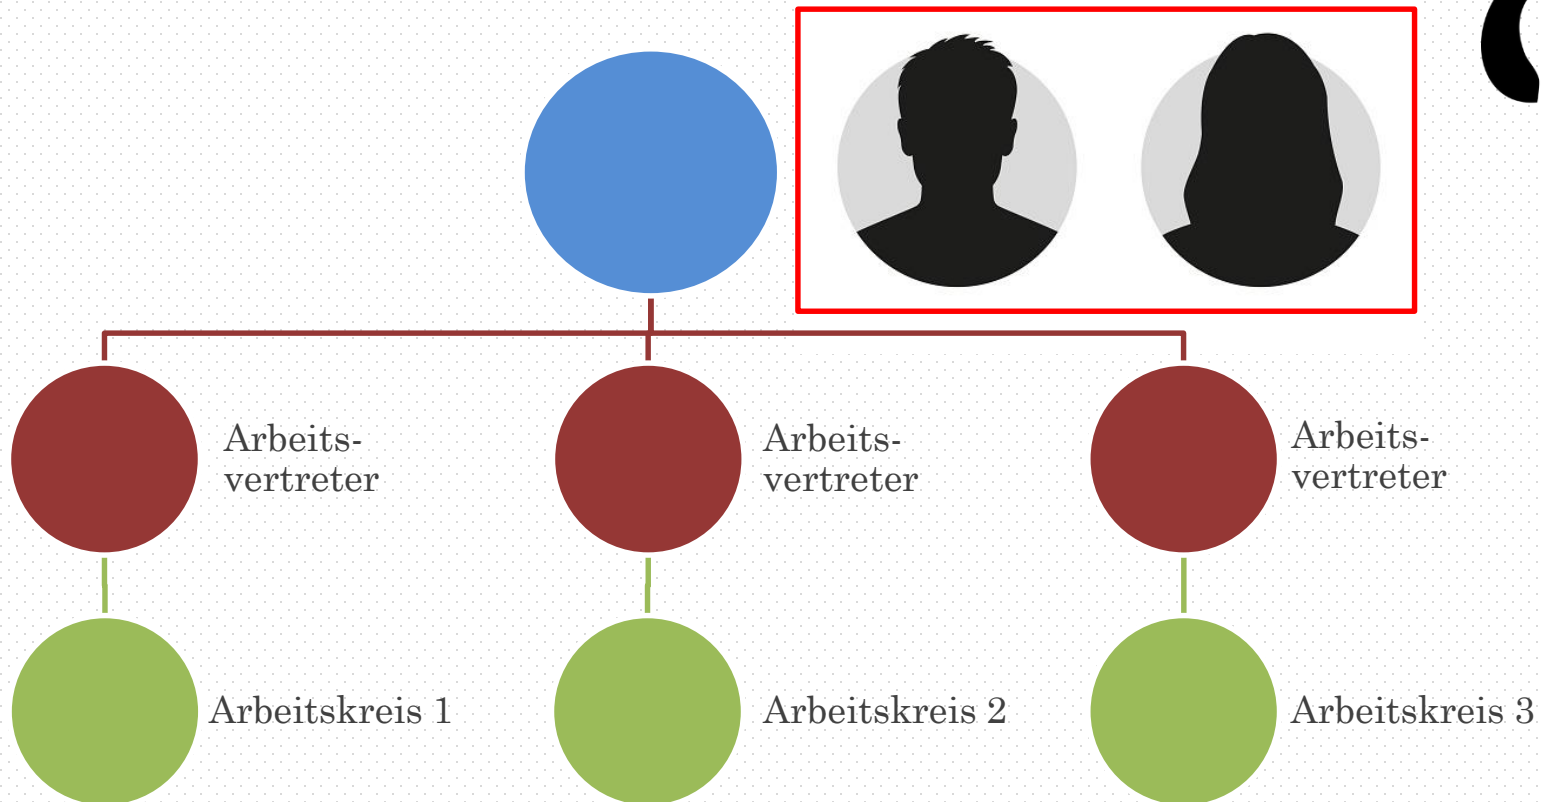 Arbeits-
vertreter
Arbeits-
vertreter
Arbeits-
vertreter
Arbeitskreis 1
Arbeitskreis 2
Arbeitskreis 3